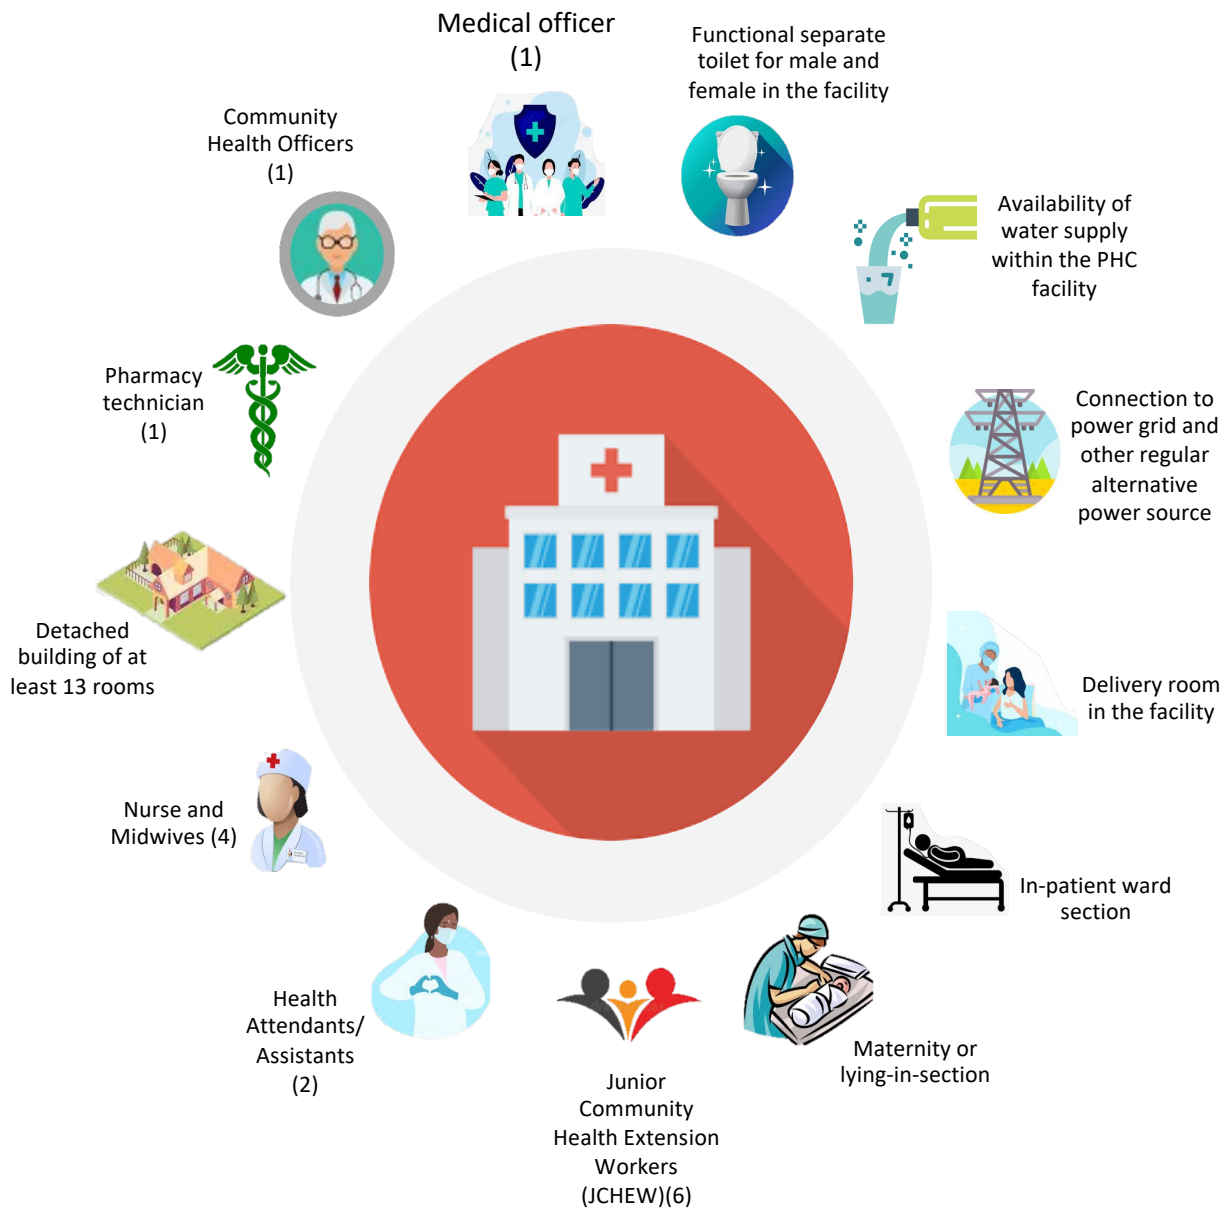 Medical officer
(1)
Functional separate
toilet for male and
female in the facility
Availability of
water supply
within the PHC
facility
Connection to
power grid and
other regular
alternative
power source
Delivery room
in the facility
In-patient ward
section
Maternity or
lying-in-section
Junior
Community
Health Extension
Workers
(JCHEW)(6)
Health
Attendants/
Assistants
(2)
Nurse and
Midwives (4)
Detached
building of at
least 13 rooms
Pharmacy
technician
(1)
Community
Health Officers
(1)